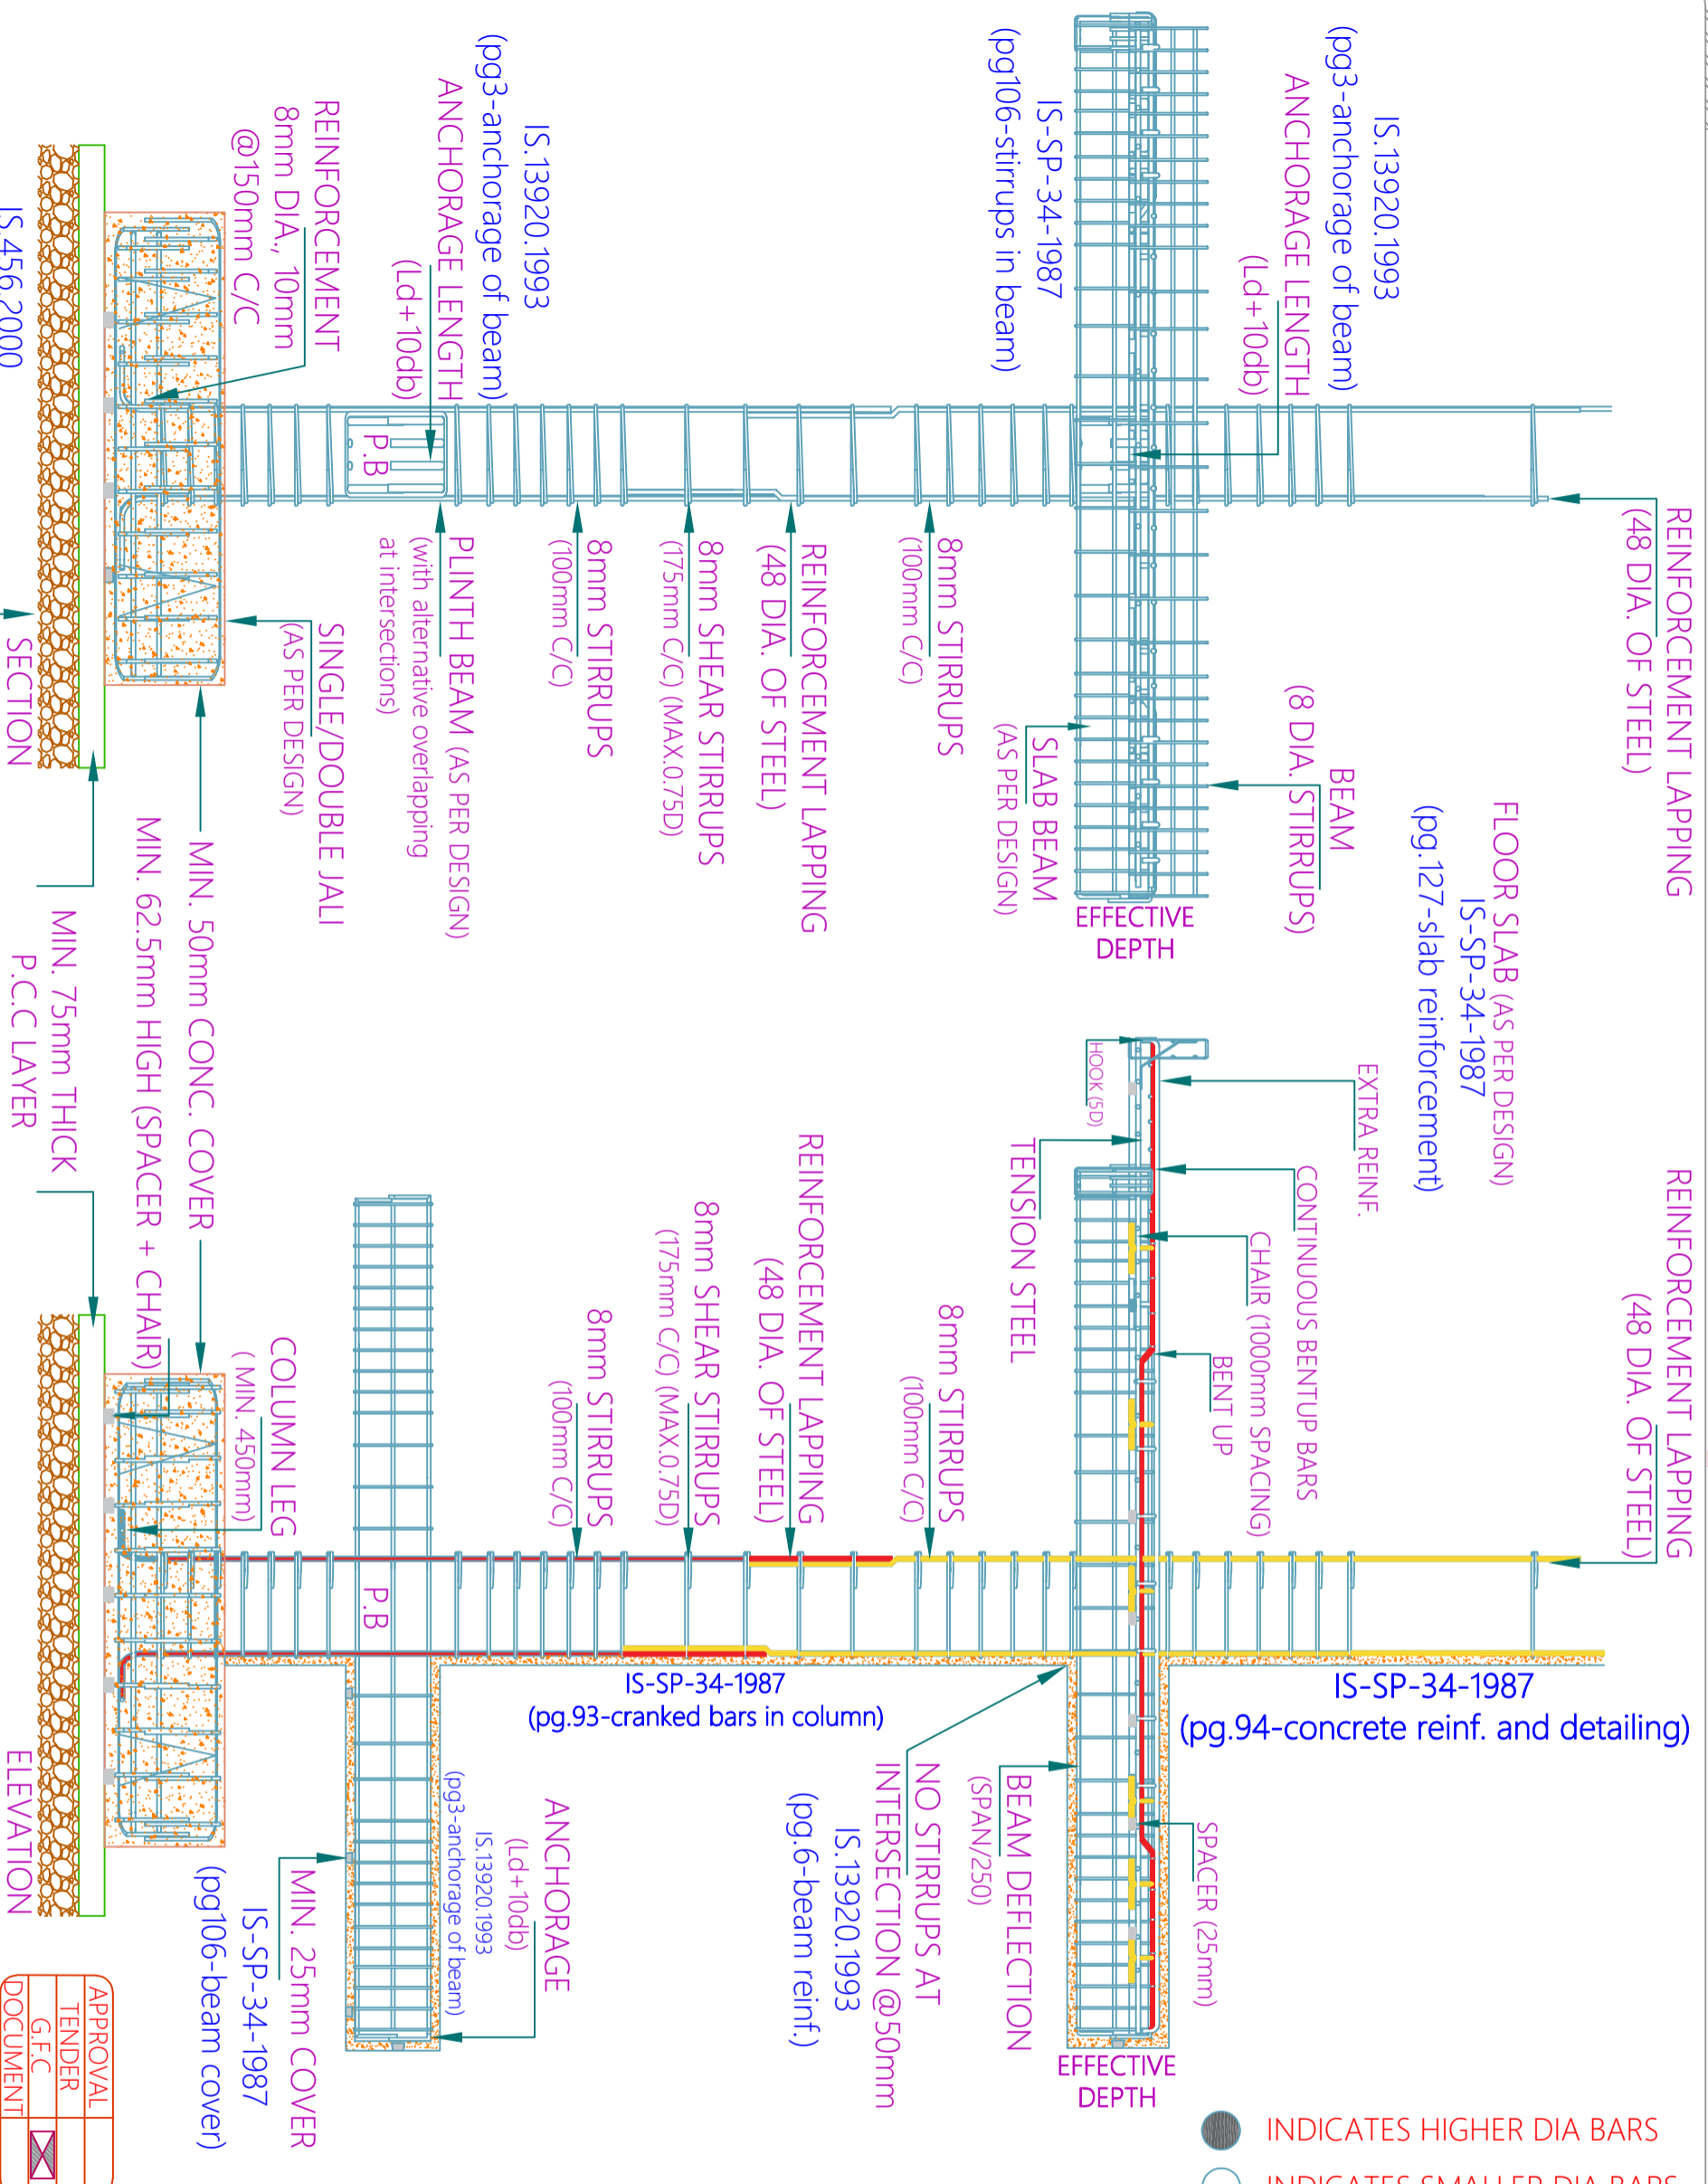 REINFORCEMENT LAPPING
(48 DIA. OF STEEL)
FLOOR SLAB (AS PER DESIGN)
IS-SP-34-1987
(pg.127-slab reinforcement)
BEAM
(8 DIA. STIRRUPS)
IS.13920.1993
(pg3-anchorage of beam)
ANCHORAGE LENGTH
(Ld+10db)
EFFECTIVE
DEPTH
IS-SP-34-1987
(pg106-stirrups in beam)
SLAB BEAM
(AS PER DESIGN)
8mm STIRRUPS
(100mm C/C)
REINFORCEMENT LAPPING
(48 DIA. OF STEEL)
8mm SHEAR STIRRUPS
(175mm C/C) (MAX.0.75D)
8mm STIRRUPS
(100mm C/C)
IS.13920.1993
(pg3-anchorage of beam)
ANCHORAGE LENGTH
(Ld+10db)
P.B
PLINTH BEAM (AS PER DESIGN)
(with alternative overlapping
at intersections)
REINFORCEMENT
8mm DIA., 10mm
@150mm C/C
SINGLE/DOUBLE JALI
(AS PER DESIGN)
MIN. 50mm CONC. COVER
MIN. 62.5mm HIGH (SPACER + CHAIR)
MIN. 75mm THICK
P.C.C LAYER
IS.456.2000
SECTION
REINFORCEMENT LAPPING
(48 DIA. OF STEEL)
EXTRA REINF.
CONTINUOUS BENTUP BARS
CHAIR (1000mm SPACING)
BENT UP
SPACER (25mm)
HOOK (5D)
TENSION STEEL
IS-SP-34-1987
(pg.94-concrete reinf. and detailing)
EFFECTIVE
DEPTH
BEAM DEFLECTION
(SPAN/250)
NO STIRRUPS AT
INTERSECTION @50mm
IS.13920.1993
(pg.6-beam reinf.)
8mm STIRRUPS
(100mm C/C)
REINFORCEMENT LAPPING
(48 DIA. OF STEEL)
8mm SHEAR STIRRUPS
(175mm C/C) (MAX.0.75D)
8mm STIRRUPS
(100mm C/C)
IS-SP-34-1987
(pg.93-cranked bars in column)
ANCHORAGE
(Ld+10db)
IS.13920.1993
(pg3-anchorage of beam)
P.B
MIN. 25mm COVER
IS-SP-34-1987
(pg106-beam cover)
COLUMN LEG
( MIN. 450mm)
ELEVATION
APPROVAL
TENDER
G.F.C
DOCUMENT
INDICATES HIGHER DIA BARS
INDICATES SMALLER DIA BARS